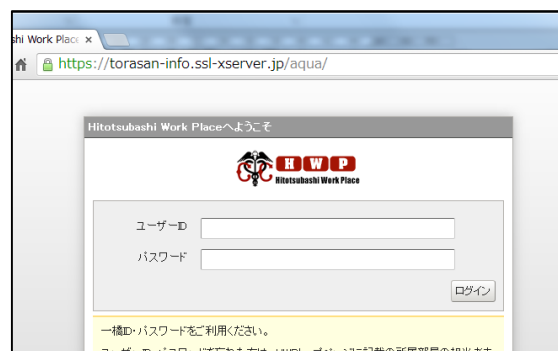 shi Work Plac ×
https://torasan-info.ssl-xserver.jp/aqua/
Hitotsubashi Work Placeへようこそ
HWP
Hitotsubashi Work Place
ユーザーID
パスワード
ログイン
一橋ID・パスワードをご利用ください。